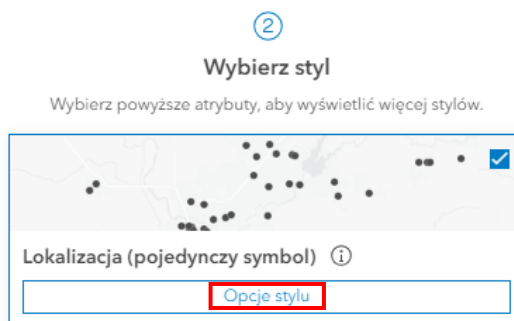 2
Wybierz styl
Wybierz powyższe atrybuty, aby wyświetlić więcej stylów.
Lokalizacja (pojedynczy symbol) i
Opcje stylu